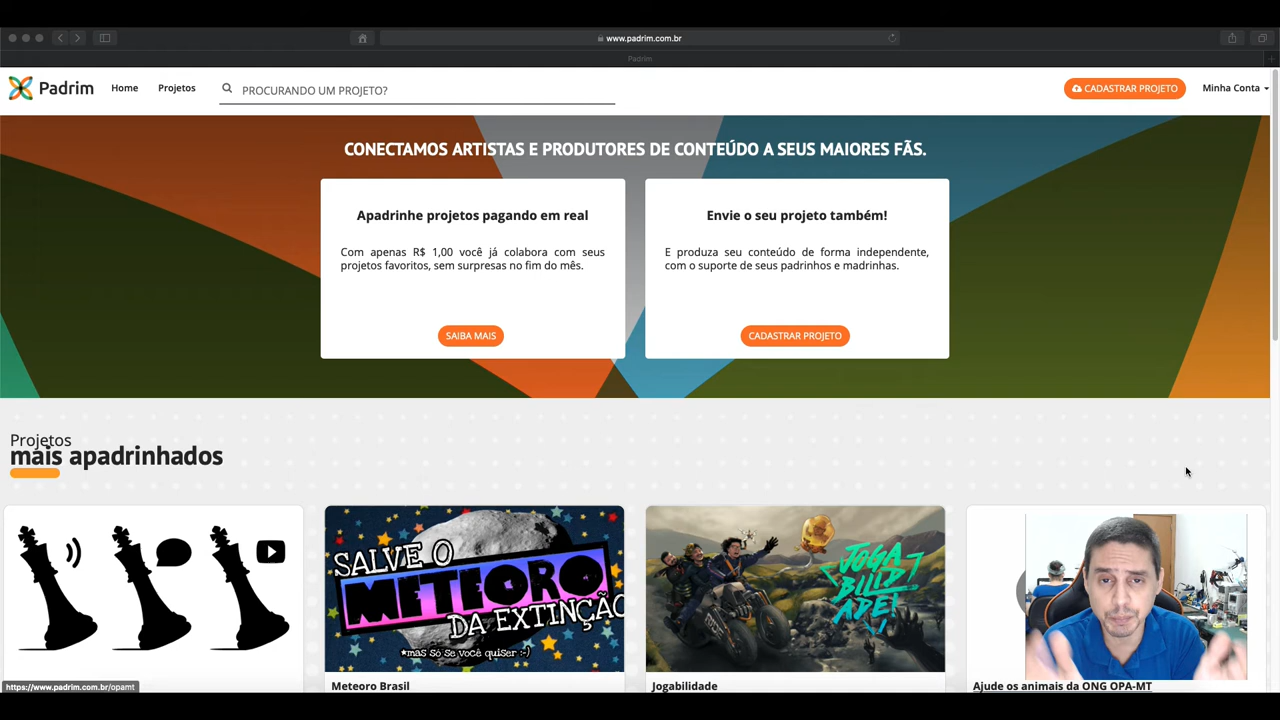 www.padrim.com.br
Padrim
Padrim
Home
Projetos
PROCURANDO UM PROJETO?
CADASTRAR PROJETO
Minha Conta
CONECTAMOS ARTISTAS E PRODUTORES DE CONTEÚDO A SEUS MAIORES FÃS.
Apadrinhe projetos pagando em real
Com apenas R$ 1,00 você já colabora com seus
projetos favoritos, sem surpresas no fim do mês.
SAIBA MAIS
Envie o seu projeto também!
E produza seu conteúdo de forma independente,
com o suporte de seus padrinhos e madrinhas.
CADASTRAR PROJETO
Projetos
mais apadrinhados
SALVE O
METEORO
DA EXTINÇÃO
*mas só se você quiser :-)
JOGABILIDADE!
Meteoro Brasil
Jogabilidade
Ajude os animais da ONG OPA-MT
https://www.padrim.com.br/opamt